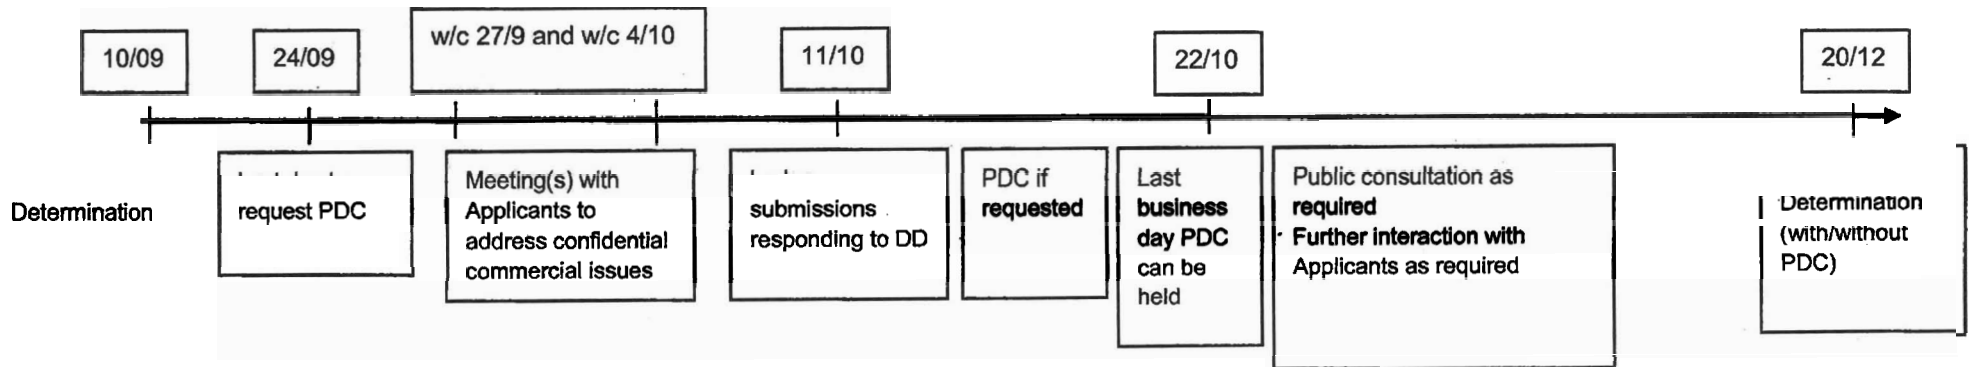 10/09
24/09
w/c 27/9 and w/c 4/10
11/10
22/10
20/12
Determination
request PDC
Meeting(s) with
Applicants to
address confidential
commercial issues
submissions
responding to DD
PDC if
requested
Last
business
day PDC
can be
held
Public consultation as
required
Further interaction with
Applicants as required
Determination
(with/without
PDC)